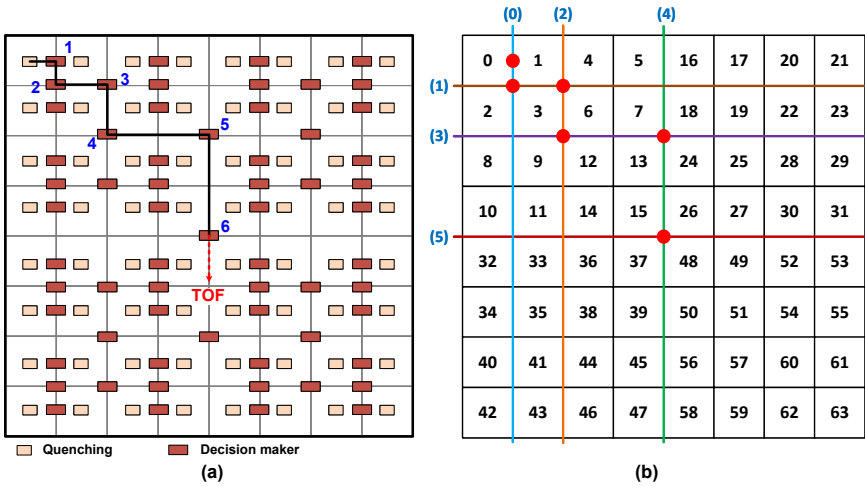 (0) (2) (4)
1
2 3
4 5
6
TOF
Quenching Decision maker
(a)
0 1 4 5 16 17 20 21
(1)
2 3 6 7 18 19 22 23
(3)
8 9 12 13 24 25 28 29
10 11 14 15 26 27 30 31
(5)
32 33 36 37 48 49 52 53
34 35 38 39 50 51 54 55
40 41 44 45 56 57 60 61
42 43 46 47 58 59 62 63
(b)